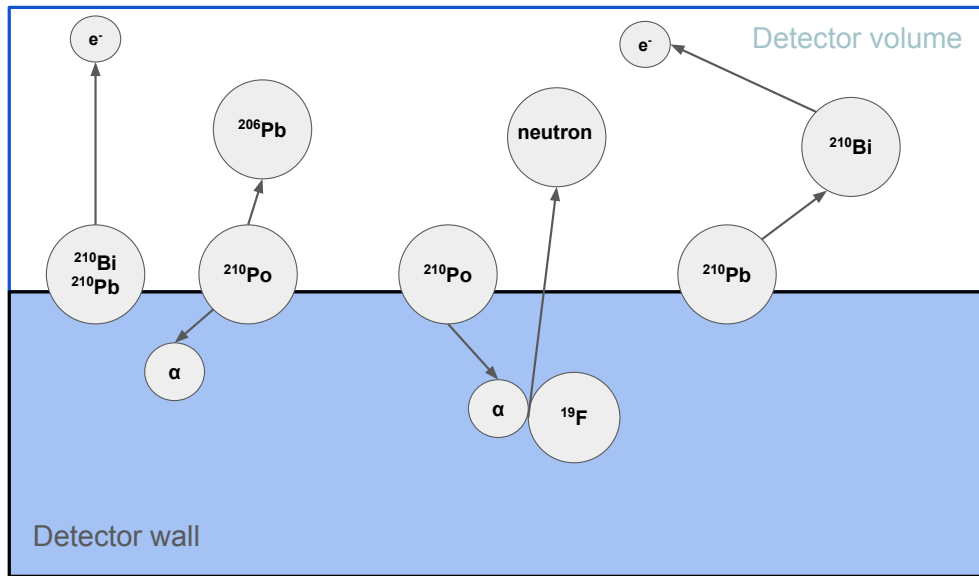 e⁻
e⁻
Detector volume
²⁰⁶Pb
neutron
²¹⁰Bi
²¹⁰Bi
²¹⁰Pb
²¹⁰Po
²¹⁰Po
²¹⁰Pb
α
α
¹⁹F
Detector wall